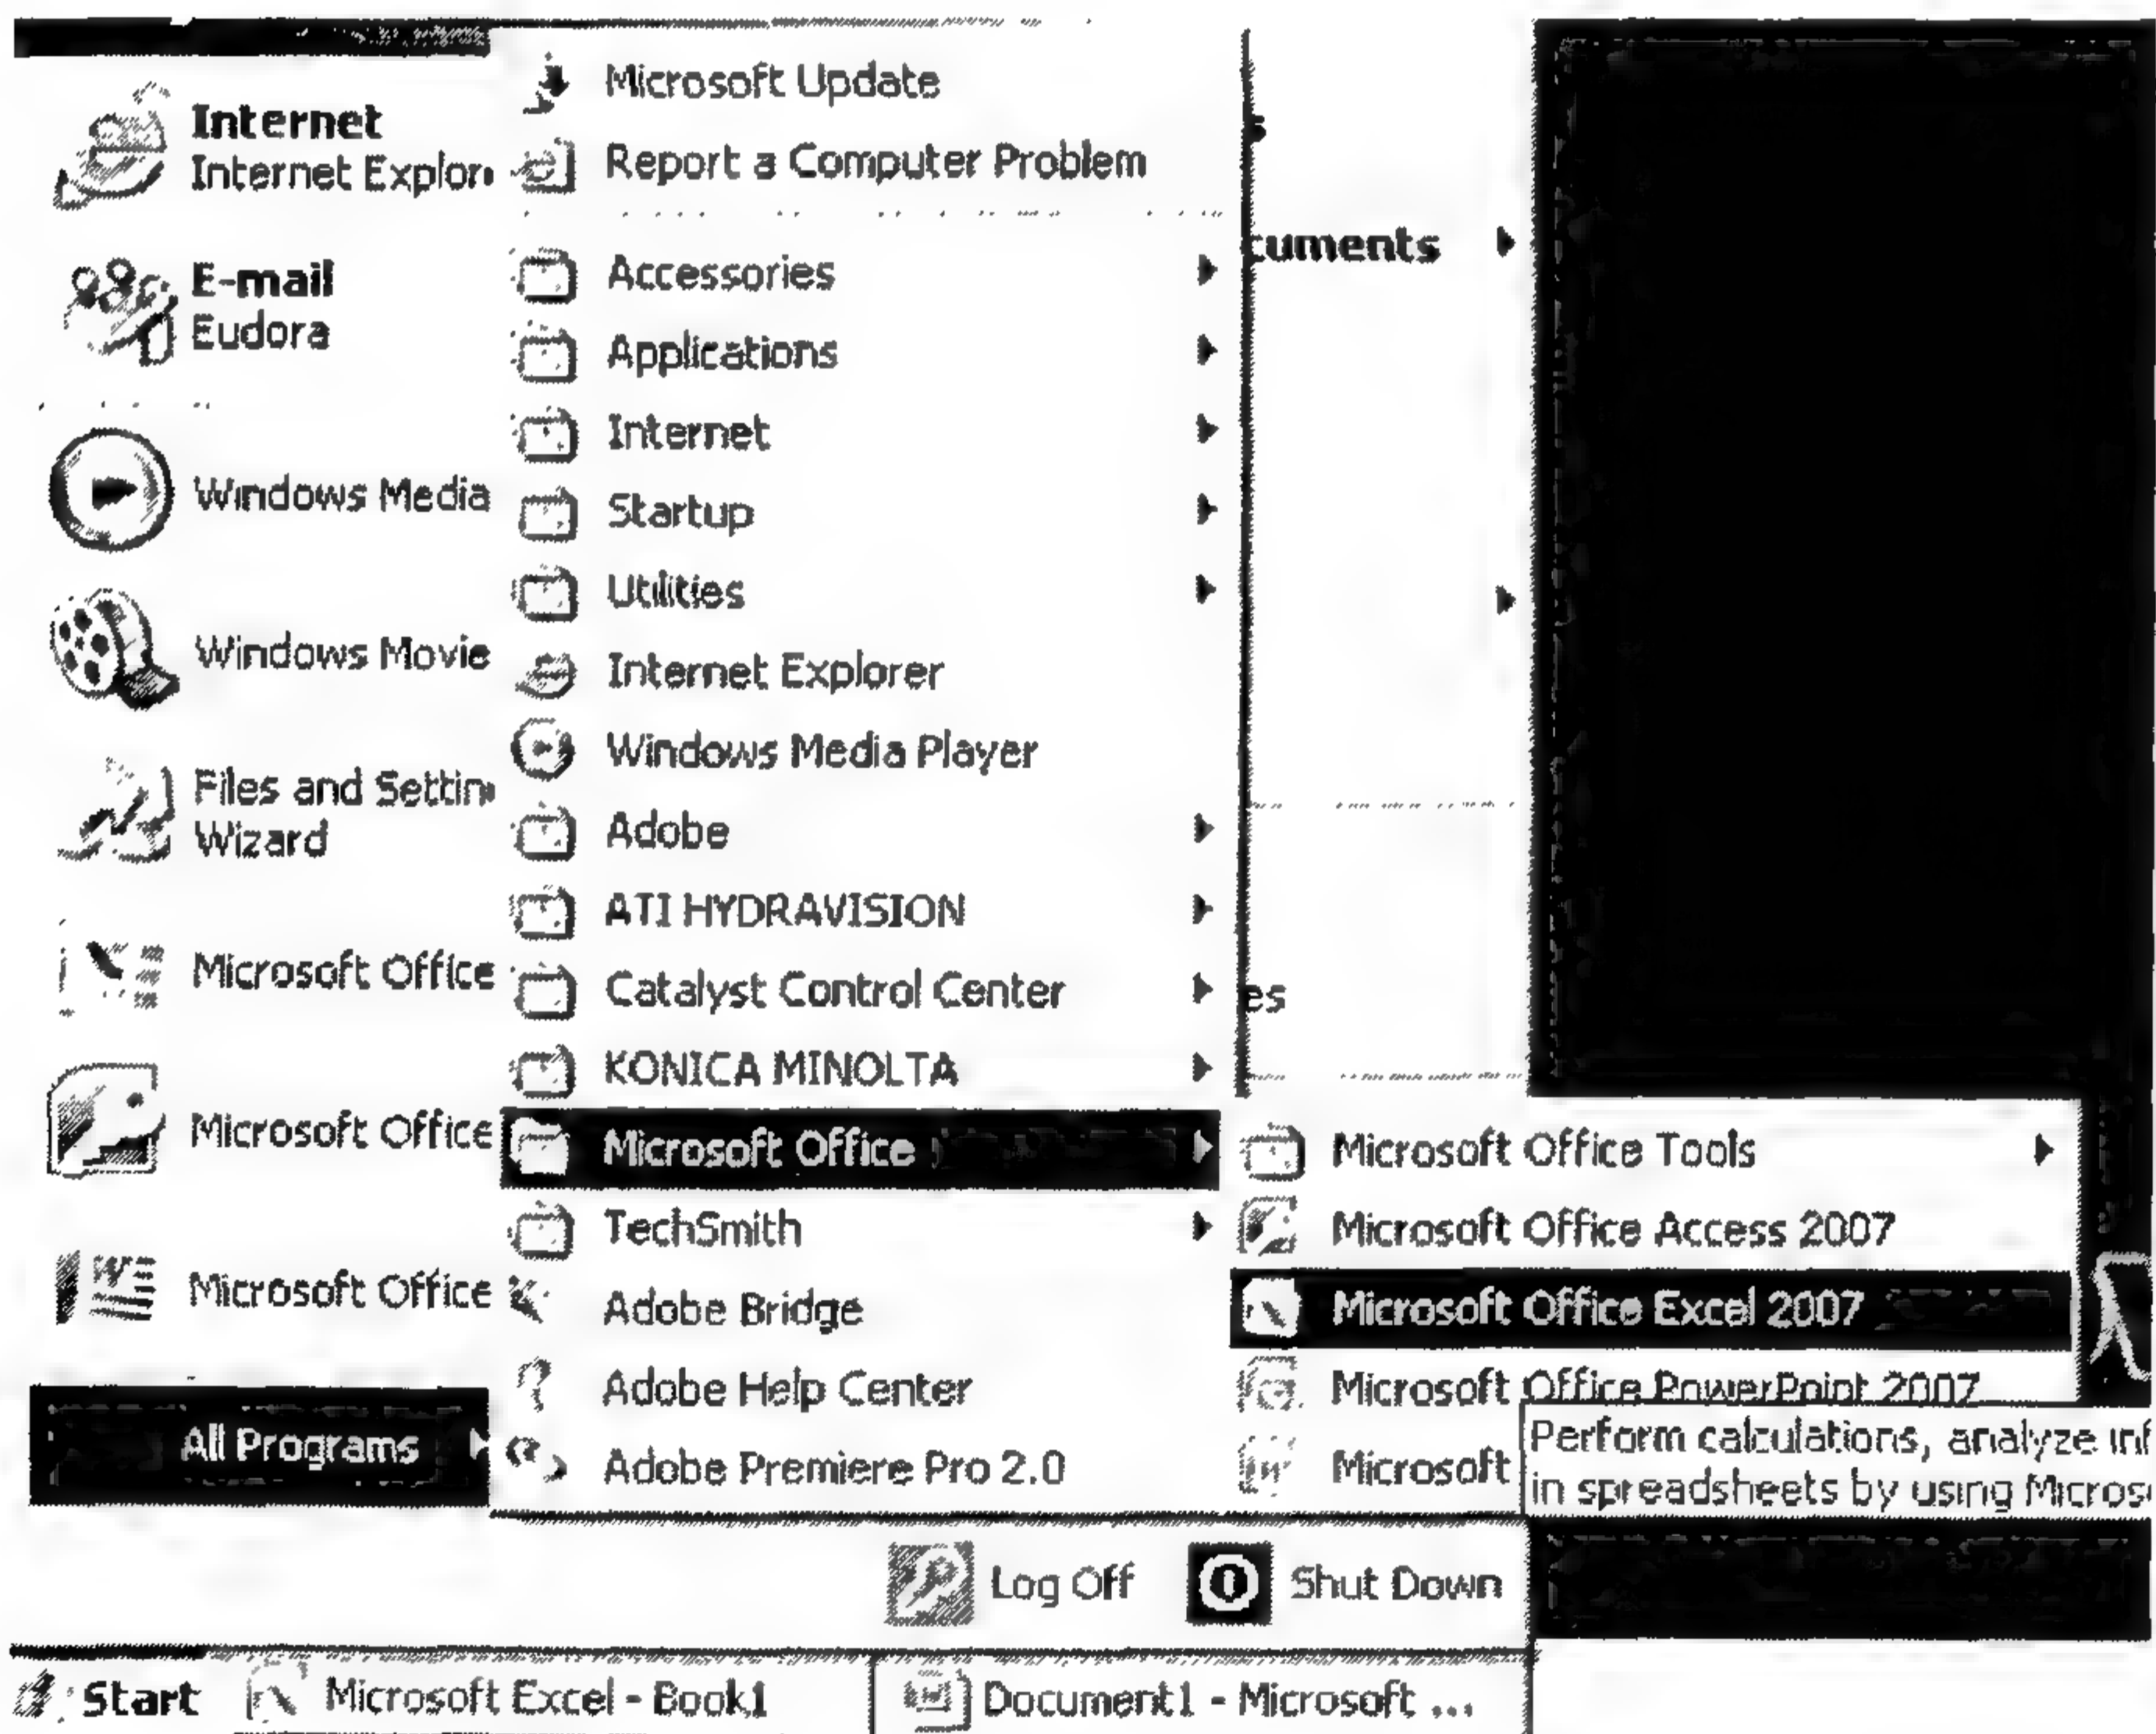 Internet
Internet Explor
E-mail
Eudora
Windows Media
Windows Movie
Files and Settin
Wizard
Microsoft Office
Microsoft Office
Microsoft Office
All Programs
Microsoft Update
Report a Computer Problem
Accessories
Applications
Internet
Startup
Utilities
Internet Explorer
Windows Media Player
Adobe
ATI HYDRAVISION
Catalyst Control Center
KONICA MINOLTA
Microsoft Office
TechSmith
Adobe Bridge
Adobe Help Center
Adobe Premiere Pro 2.0
s
cuments
es
Microsoft Office Tools
Microsoft Office Access 2007
Microsoft Office Excel 2007
Microsoft Office PowerPoint 2007
Microsoft
Perform calculations, analyze inf
in spreadsheets by using Micros
Log Off
Shut Down
Start
Microsoft Excel - Book1
Document1 - Microsoft ...